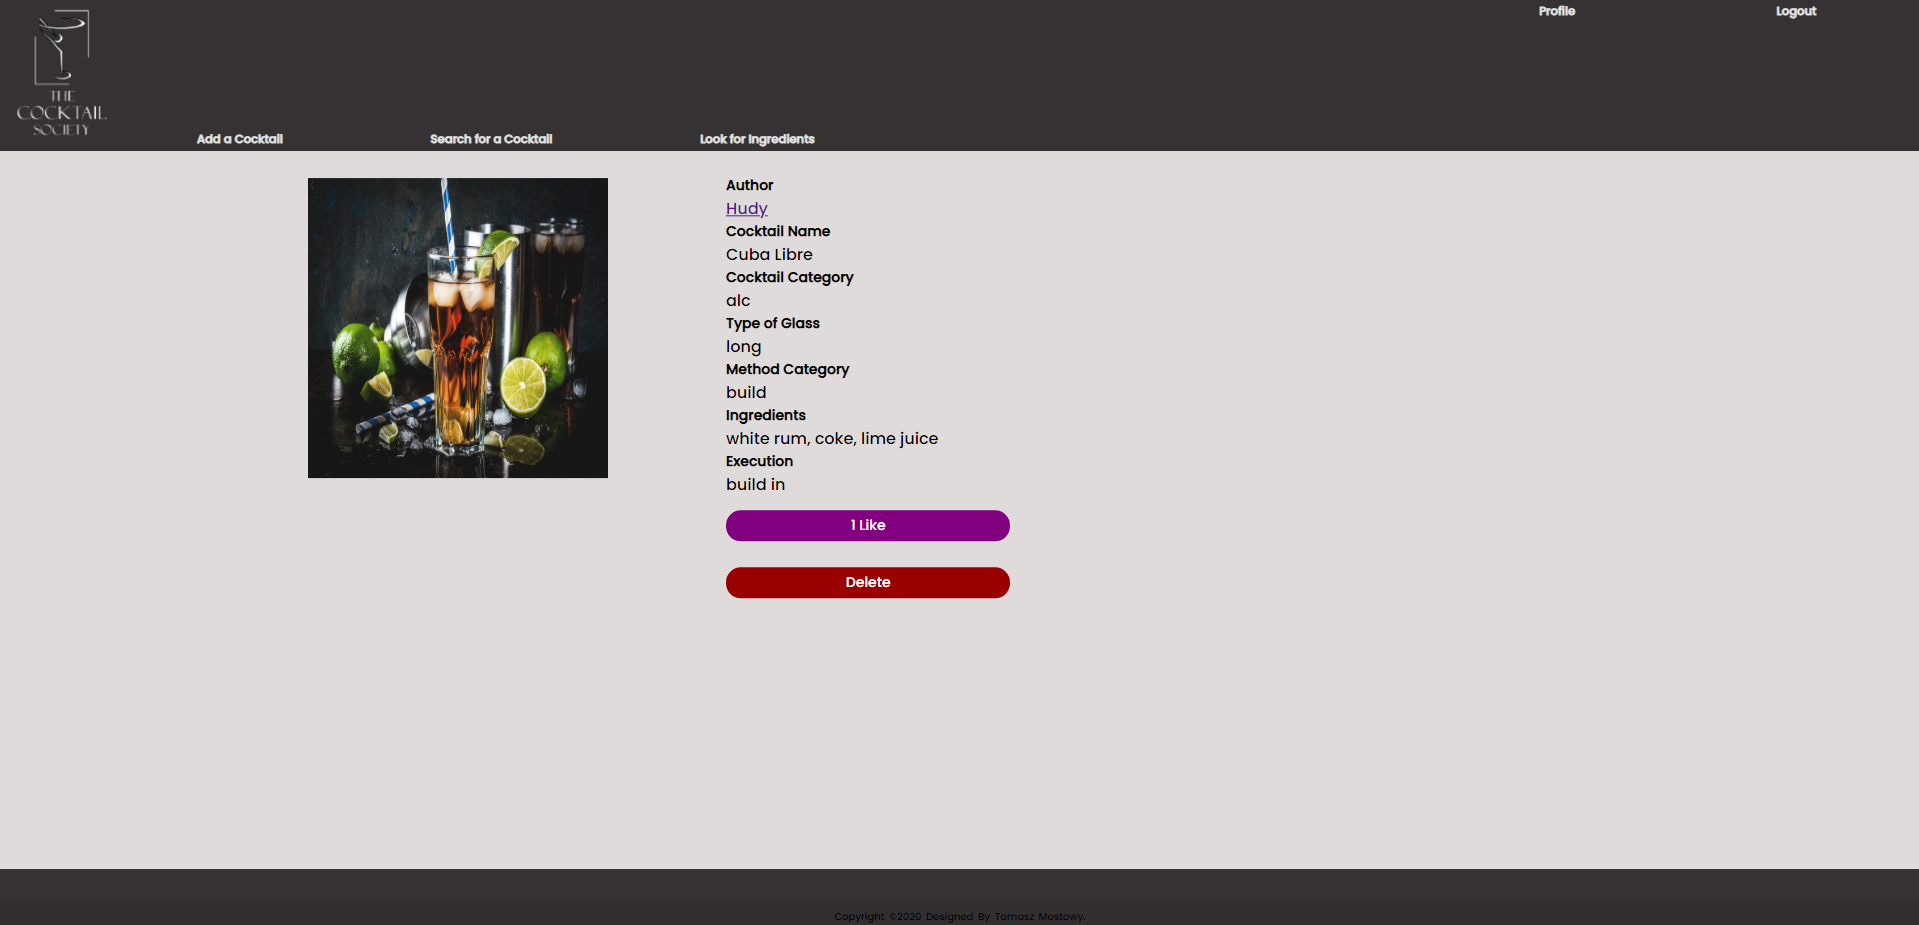 Profile
Logout
THE
COCKTAIL
SOCIETY
Add a Cocktail
Search for a Cocktail
Look for Ingredients
Author
Hudy
Cocktail Name
Cuba Libre
Cocktail Category
alc
Type of Glass
long
Method Category
build
Ingredients
white rum, coke, lime juice
Execution
build in
1 Like
Delete
Copyright ©2020 Designed By Tomasz Mostowy.